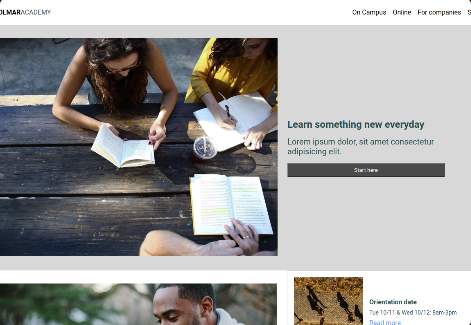 OLMARACADEMY
On Campus Online For companies S
Learn something new everyday
Lorem ipsum dolor, sit amet consectetur
adipisicing elit.
Start here
Orientation date
Tue 10/11 & Wed 10/12: 8am-3pm
Read more